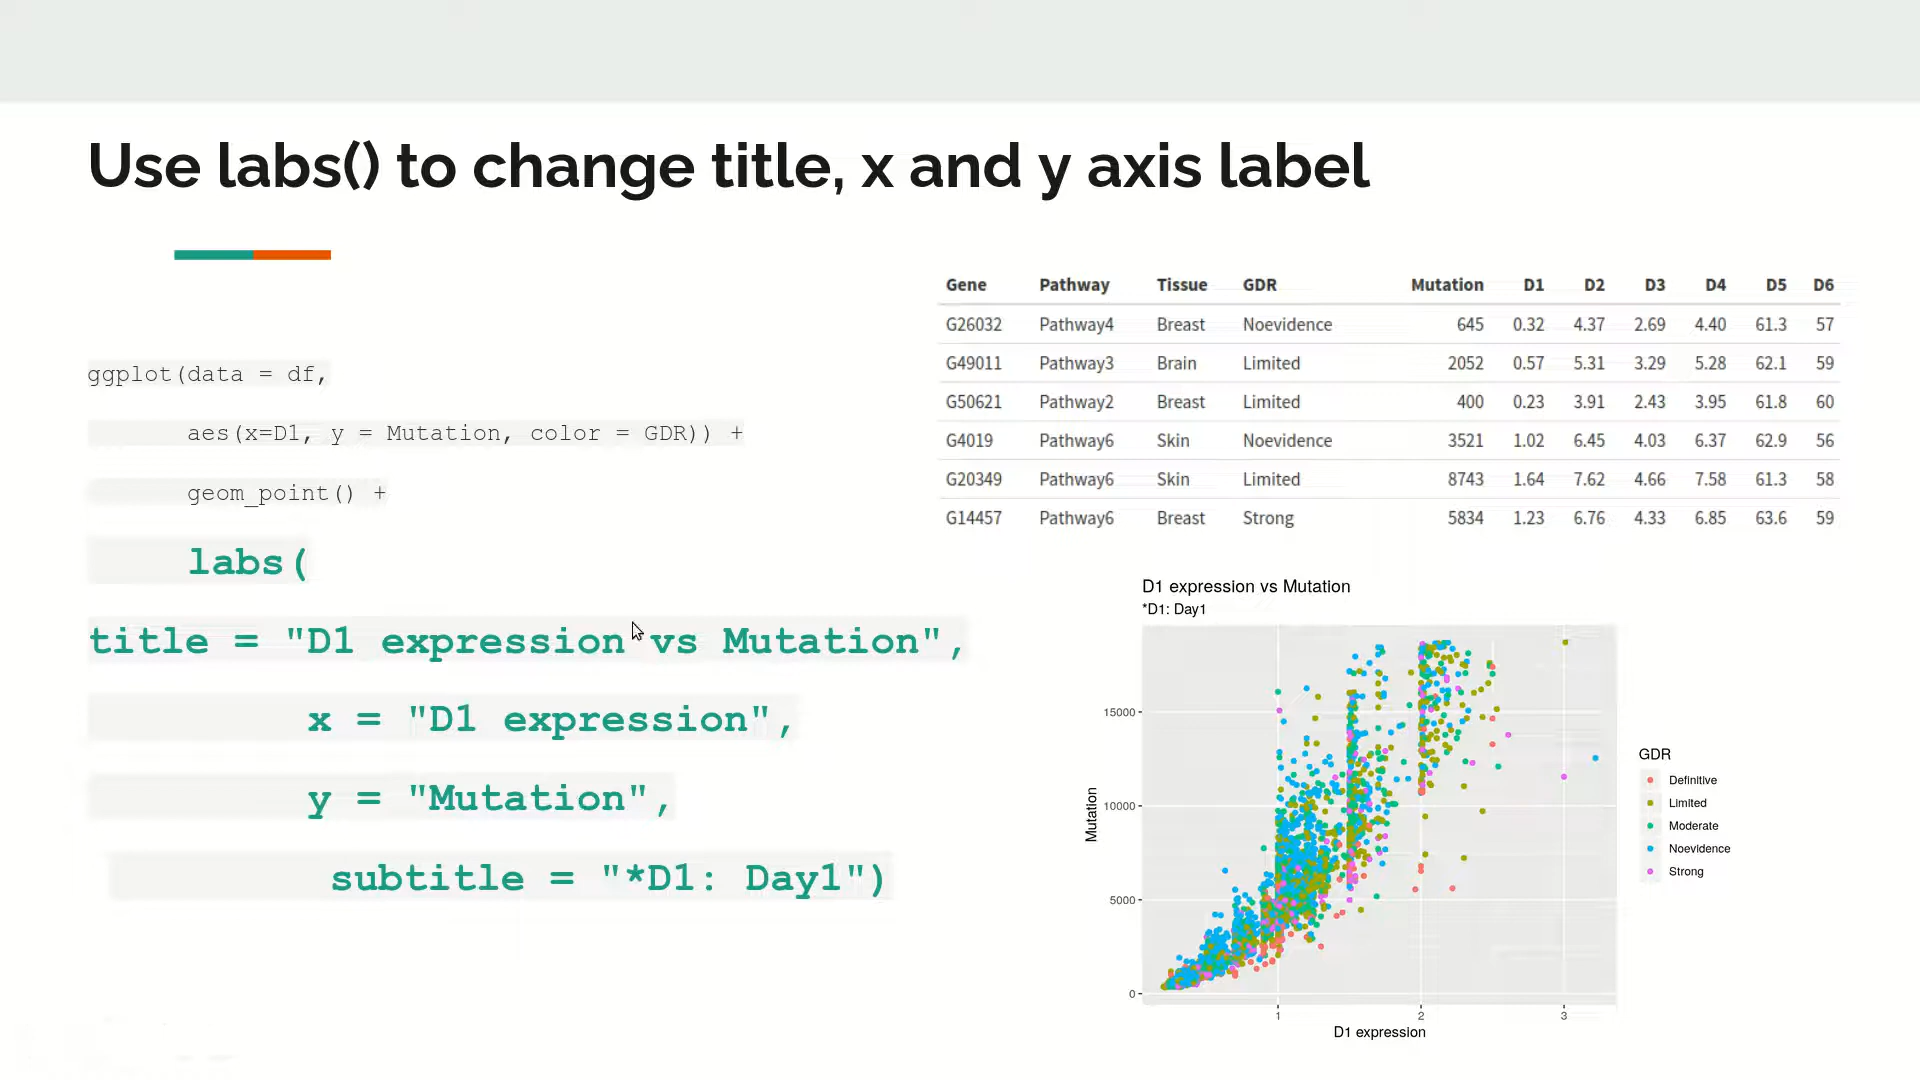 Use labs() to change title, x and y axis label
ggplot(data = df,
aes(x=D1, y = Mutation, color = GDR)) +
geom_point() +
labs(
title = "D1 expression vs Mutation",
x = "D1 expression",
y = "Mutation",
subtitle = "*D1: Day1")
Gene Pathway Tissue GDR Mutation D1 D2 D3 D4 D5 D6
G26032 Pathway4 Breast Noevidence 645 0.32 4.37 2.69 4.40 61.3 57
G49011 Pathway3 Brain Limited 2052 0.57 5.31 3.29 5.28 62.1 59
G50621 Pathway2 Breast Limited 400 0.23 3.91 2.43 3.95 61.8 60
G4019 Pathway6 Skin Noevidence 3521 1.02 6.45 4.03 6.37 62.9 56
G20349 Pathway6 Skin Limited 8743 1.64 7.62 4.66 7.58 61.3 58
G14457 Pathway6 Breast Strong 5834 1.23 6.76 4.33 6.85 63.6 59
D1 expression vs Mutation
*D1: Day1
15000
10000
5000
0
Mutation
1 2 3
D1 expression
GDR
Definitive
Limited
Moderate
Noevidence
Strong